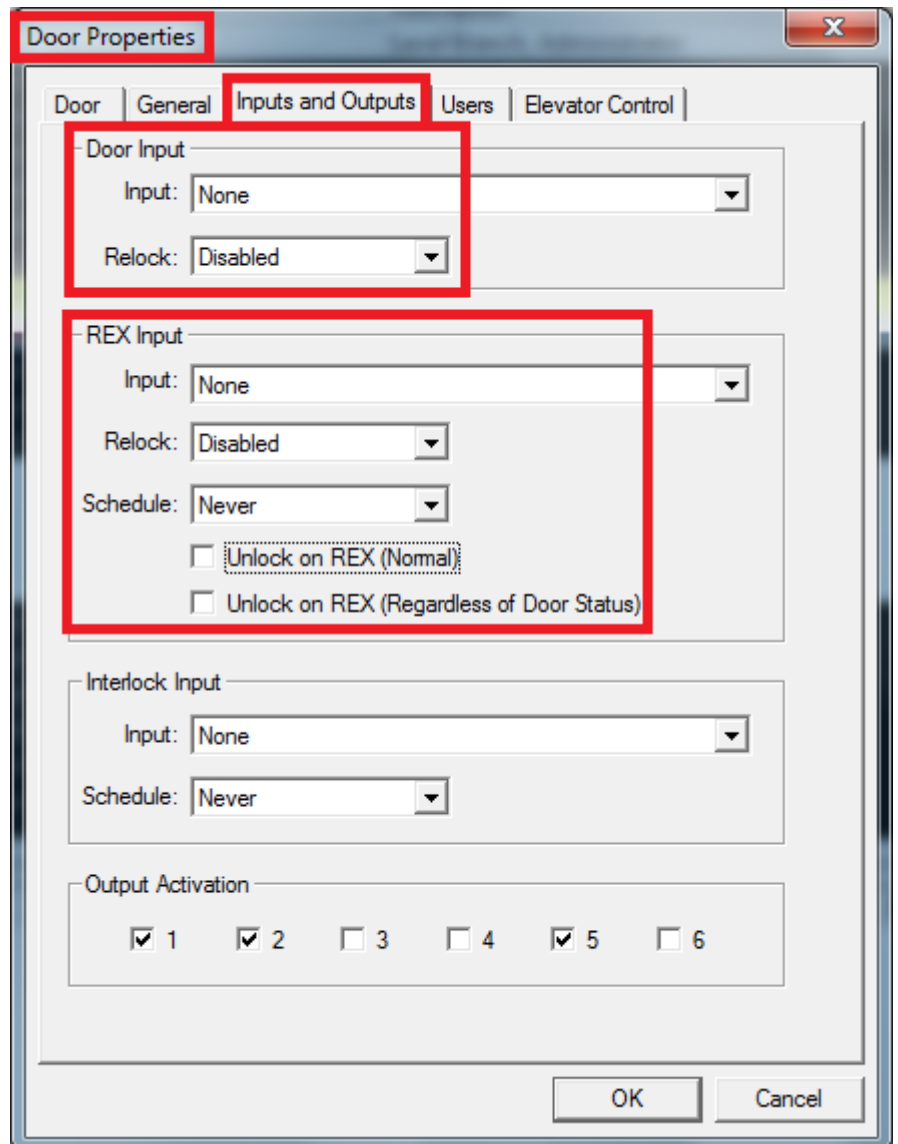 Door Properties
Door General Inputs and Outputs Users Elevator Control
Door Input
Input: None
Relock: Disabled
REX Input
Input: None
Relock: Disabled
Schedule: Never
Unlock on REX (Normal)
Unlock on REX (Regardless of Door Status)
Interlock Input
Input: None
Schedule: Never
Output Activation
1 2 3 4 5 6
OK Cancel